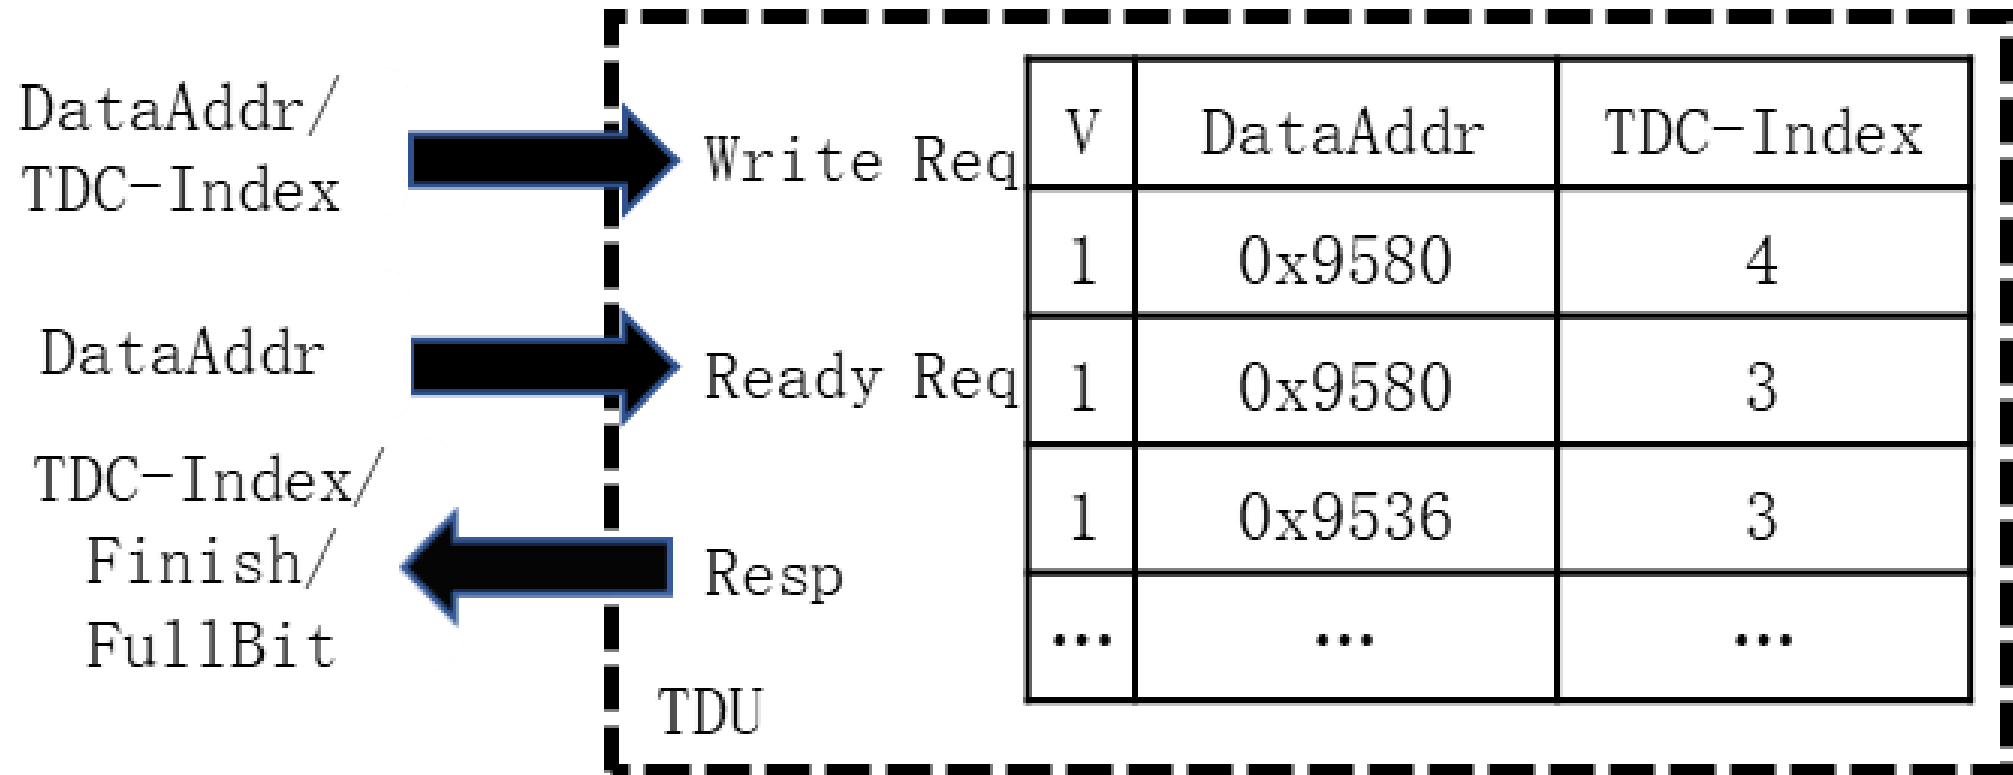 DataAddr/
TDC-Index
DataAddr
TDC-Index/
Finish/
FullBit
Write Req
Ready Req
Resp
TDU
V DataAddr TDC-Index
1 0x9580 4
1 0x9580 3
1 0x9536 3
... ... ...